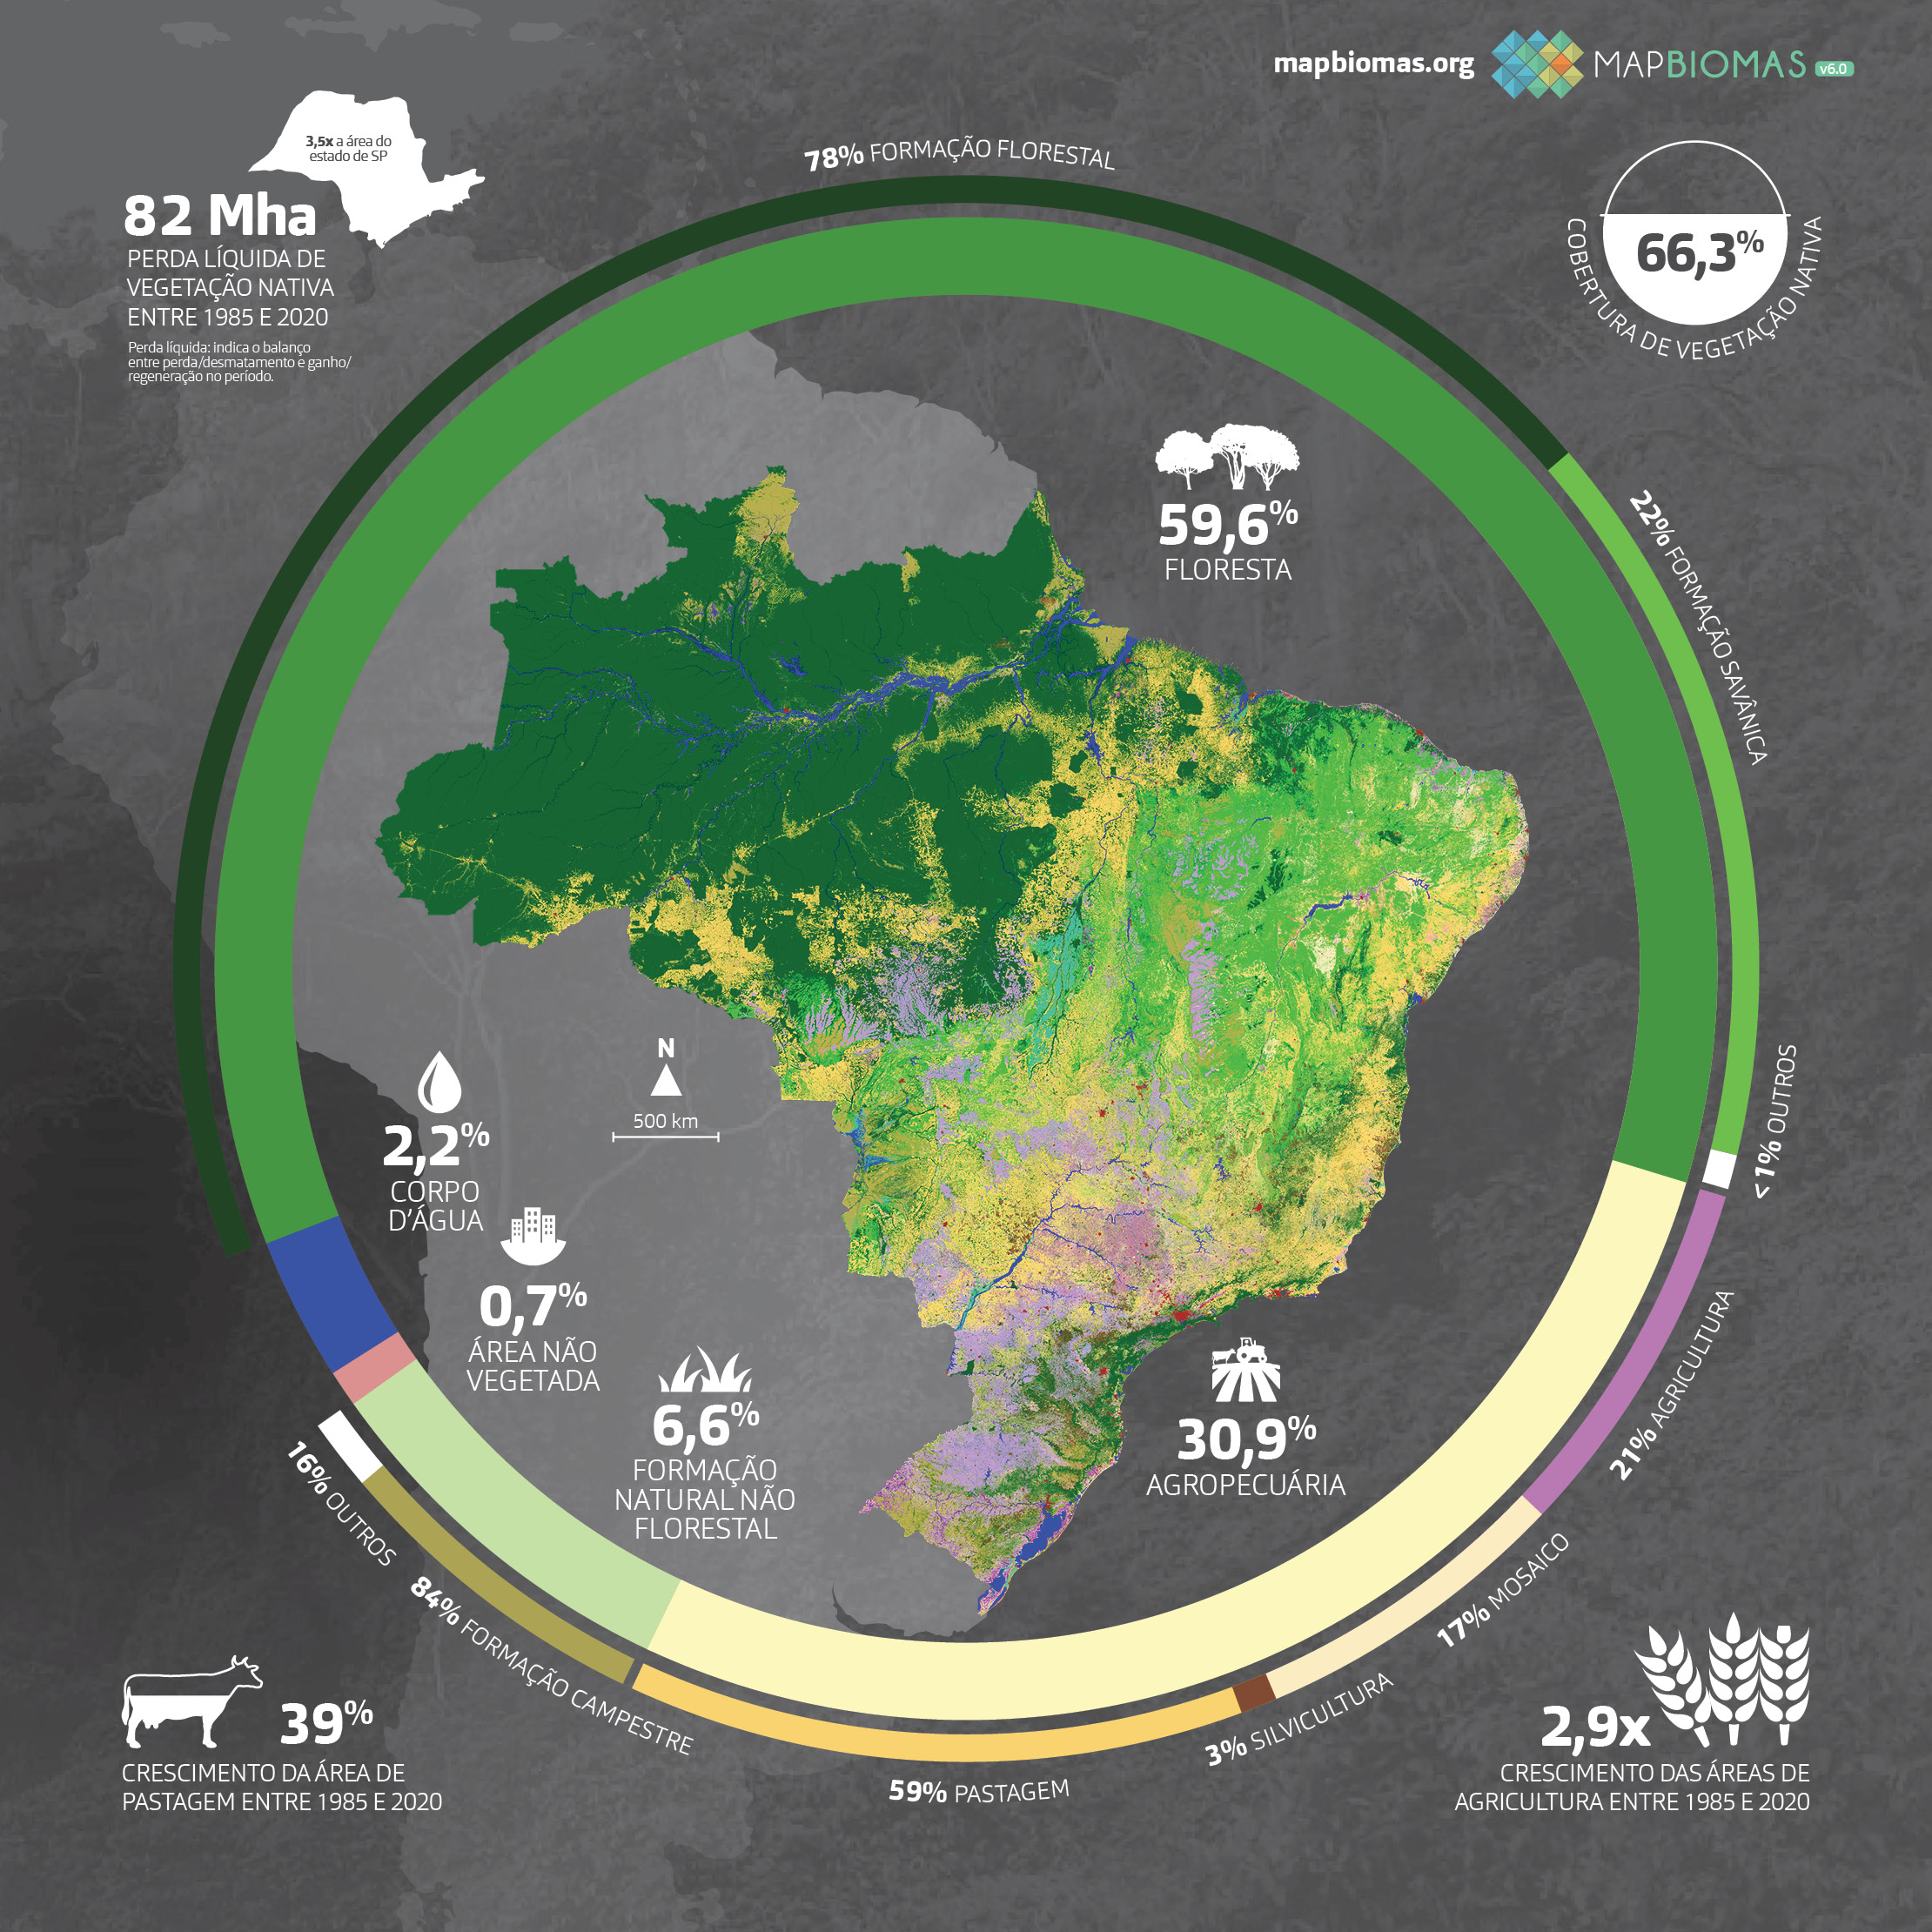 mapbiomas.org MAPBIOMAS v6.0
3,5x a área do
estado de SP
82 Mha
PERDA LÍQUIDA DE
VEGETAÇÃO NATIVA
ENTRE 1985 E 2020
Perda líquida: indica o balanço
entre perda/desmatamento e ganho/
regeneração no período.
78% FORMAÇÃO FLORESTAL
66,3%
COBERTURA DE VEGETAÇÃO NATIVA
59,6%
FLORESTA
22% FORMAÇÃO SAVÂNICA
<1% OUTROS
N
500 km
2,2%
CORPO
D'ÁGUA
0,7%
ÁREA NÃO
VEGETADA
6,6%
FORMAÇÃO
NATURAL NÃO
FLORESTAL
30,9%
AGROPECUÁRIA
21% AGRICULTURA
17% MOSAICO
3% SILVICULTURA
59% PASTAGEM
84% FORMAÇÃO CAMPESTRE
16% OUTROS
39%
CRESCIMENTO DA ÁREA DE
PASTAGEM ENTRE 1985 E 2020
2,9x
CRESCIMENTO DAS ÁREAS DE
AGRICULTURA ENTRE 1985 E 2020